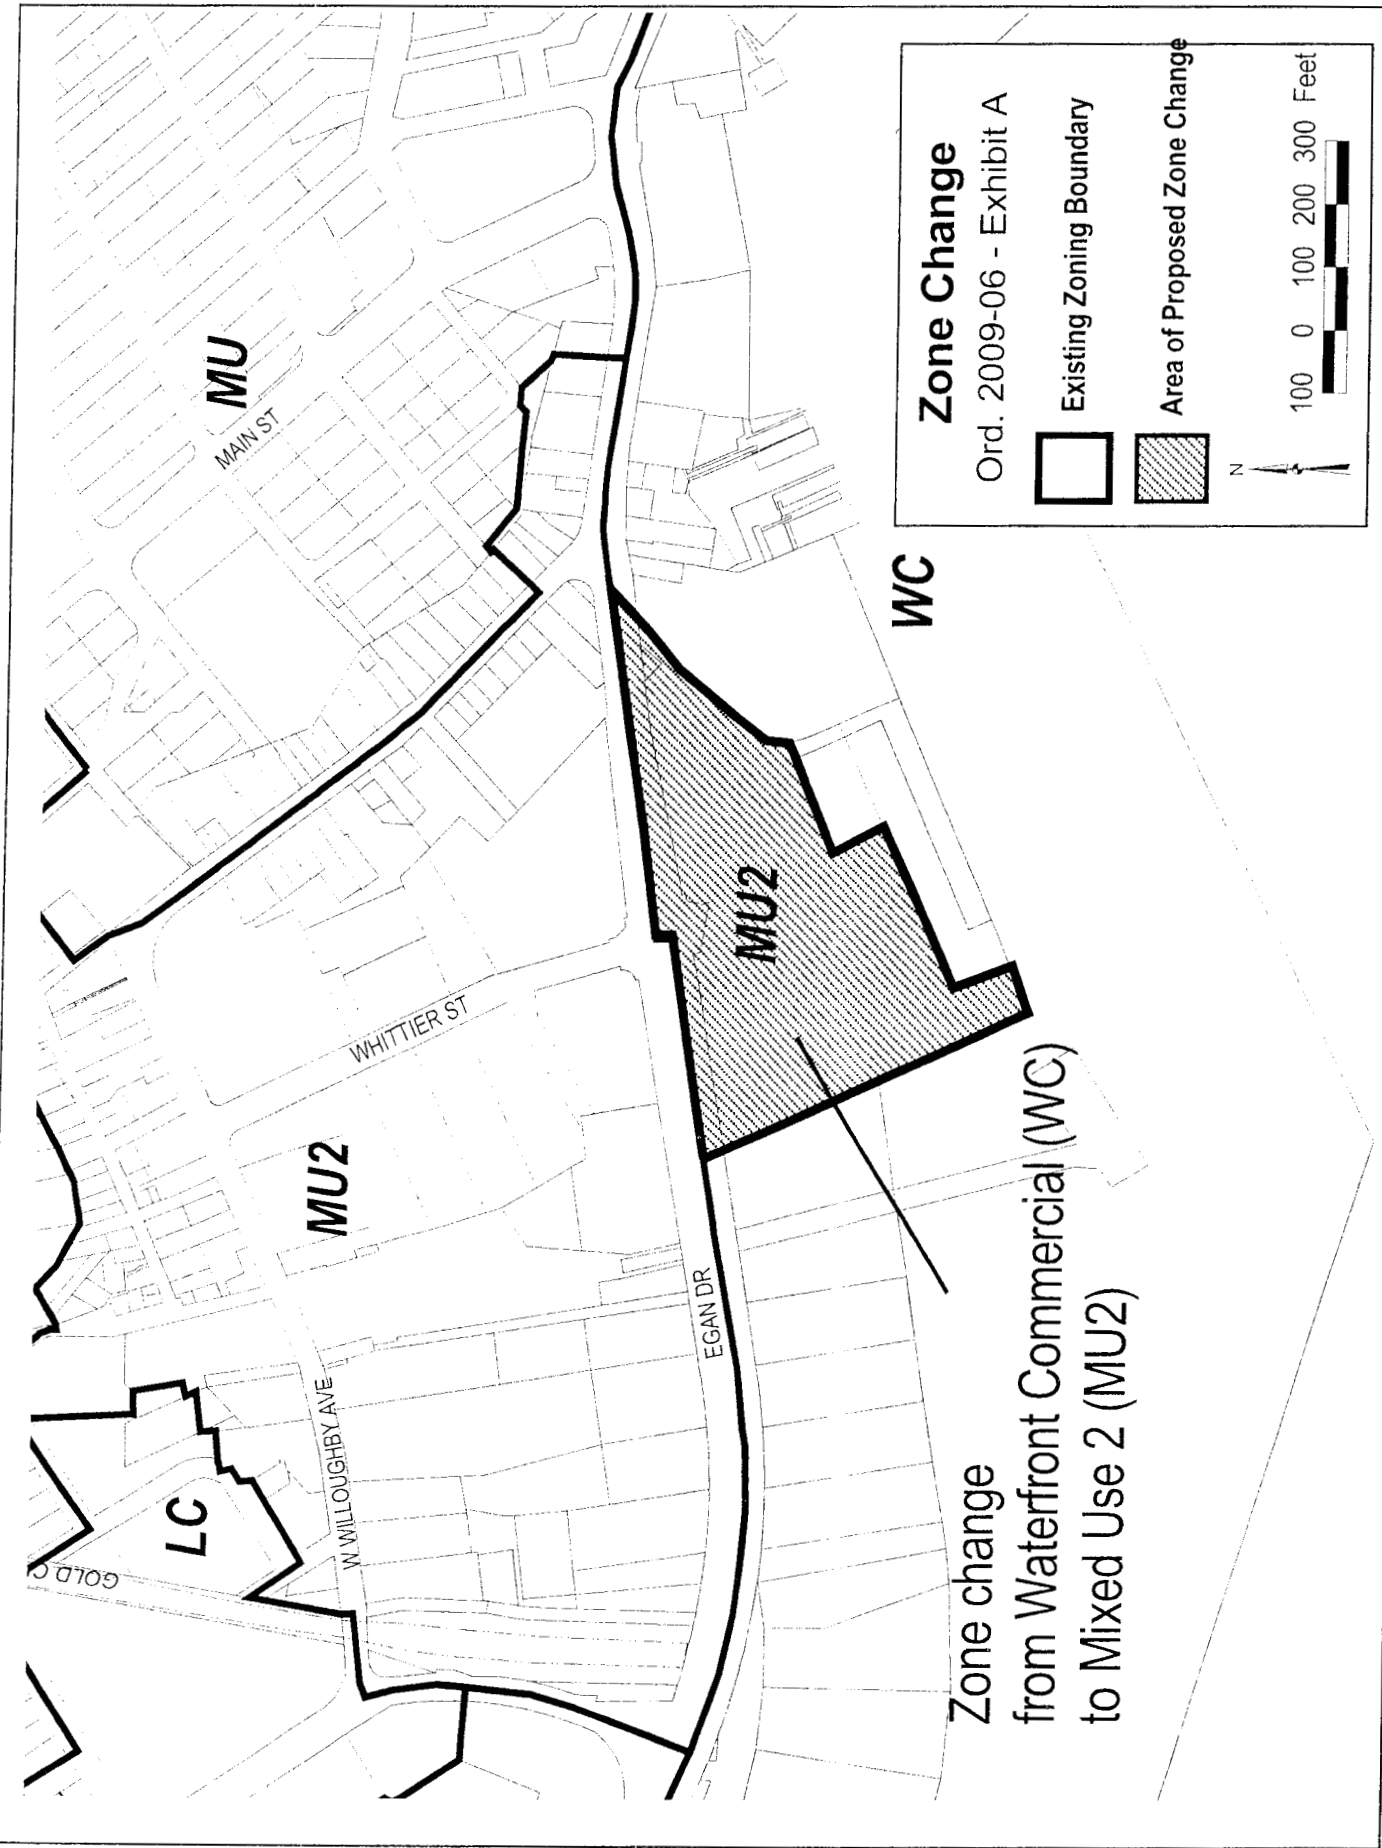 MU
MAIN ST
WHITTIER ST
MU2
LC
W WILLOUGHBY AVE
EGAN DR
MU2
WC
Zone change
from Waterfront Commercial (WC)
to Mixed Use 2 (MU2)
Zone Change
Ord. 2009-06 - Exhibit A
Existing Zoning Boundary
Area of Proposed Zone Change
N
100 0 100 200 300 Feet
GOLD